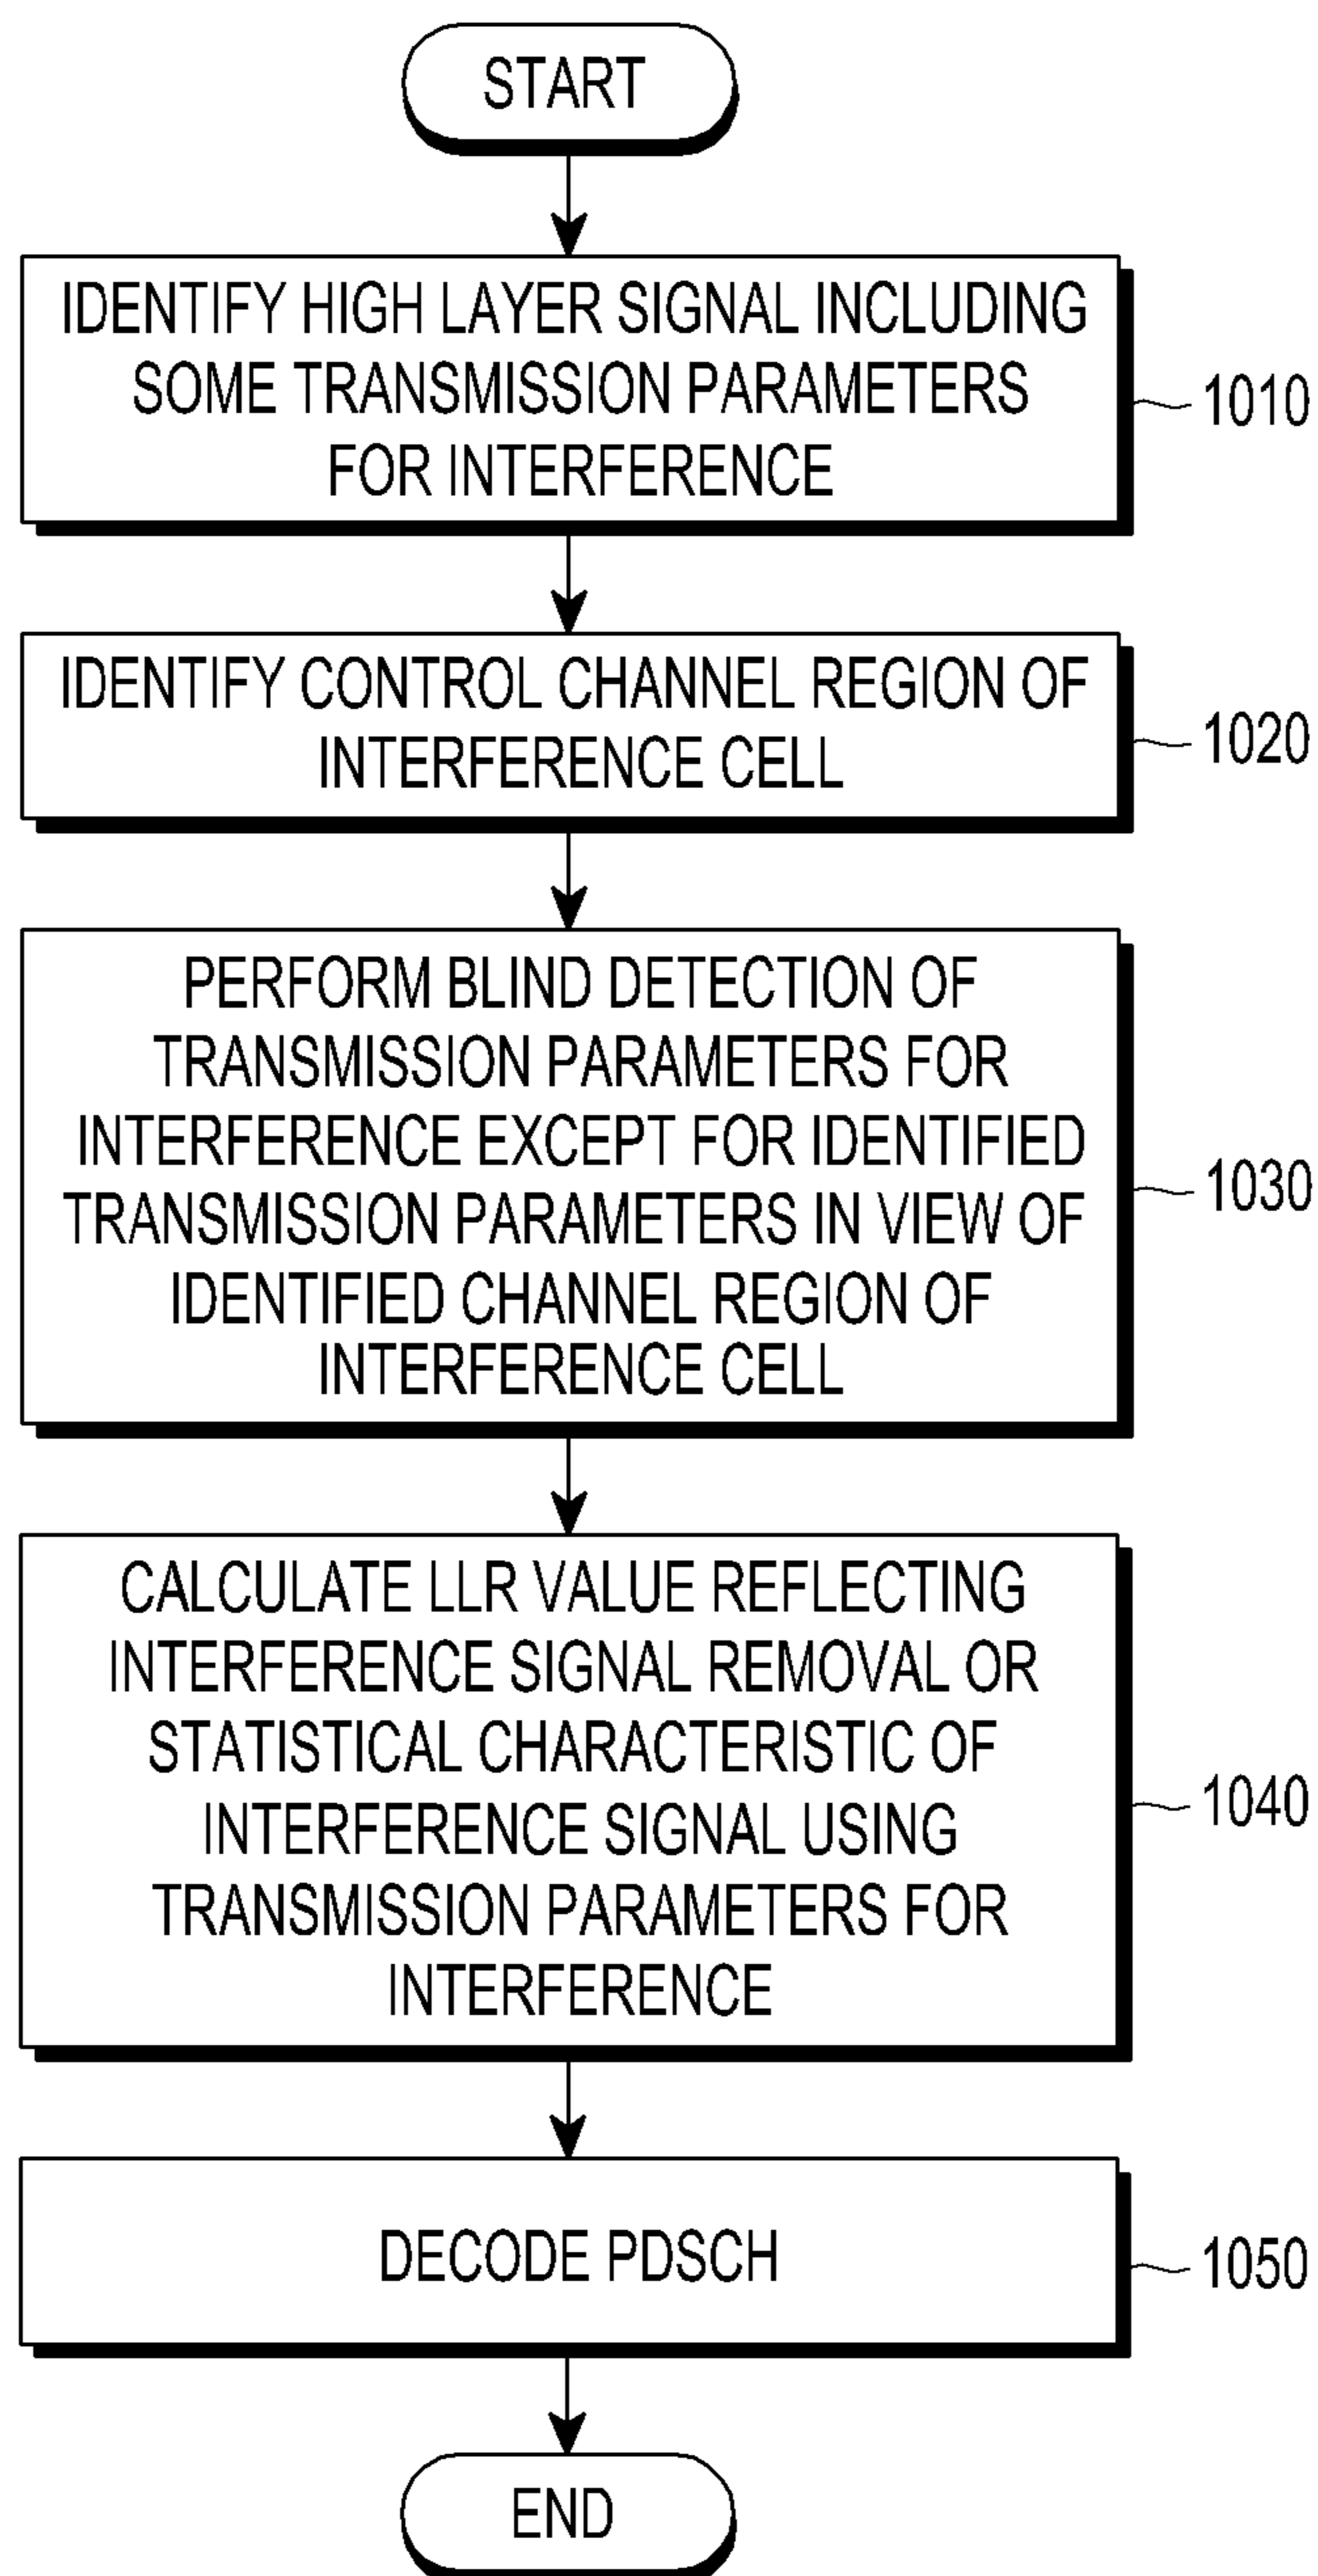 START
IDENTIFY HIGH LAYER SIGNAL INCLUDING
SOME TRANSMISSION PARAMETERS
FOR INTERFERENCE
1010
IDENTIFY CONTROL CHANNEL REGION OF
INTERFERENCE CELL
1020
PERFORM BLIND DETECTION OF
TRANSMISSION PARAMETERS FOR
INTERFERENCE EXCEPT FOR IDENTIFIED
TRANSMISSION PARAMETERS IN VIEW OF
IDENTIFIED CHANNEL REGION OF
INTERFERENCE CELL
1030
CALCULATE LLR VALUE REFLECTING
INTERFERENCE SIGNAL REMOVAL OR
STATISTICAL CHARACTERISTIC OF
INTERFERENCE SIGNAL USING
TRANSMISSION PARAMETERS FOR
INTERFERENCE
1040
DECODE PDSCH
1050
END